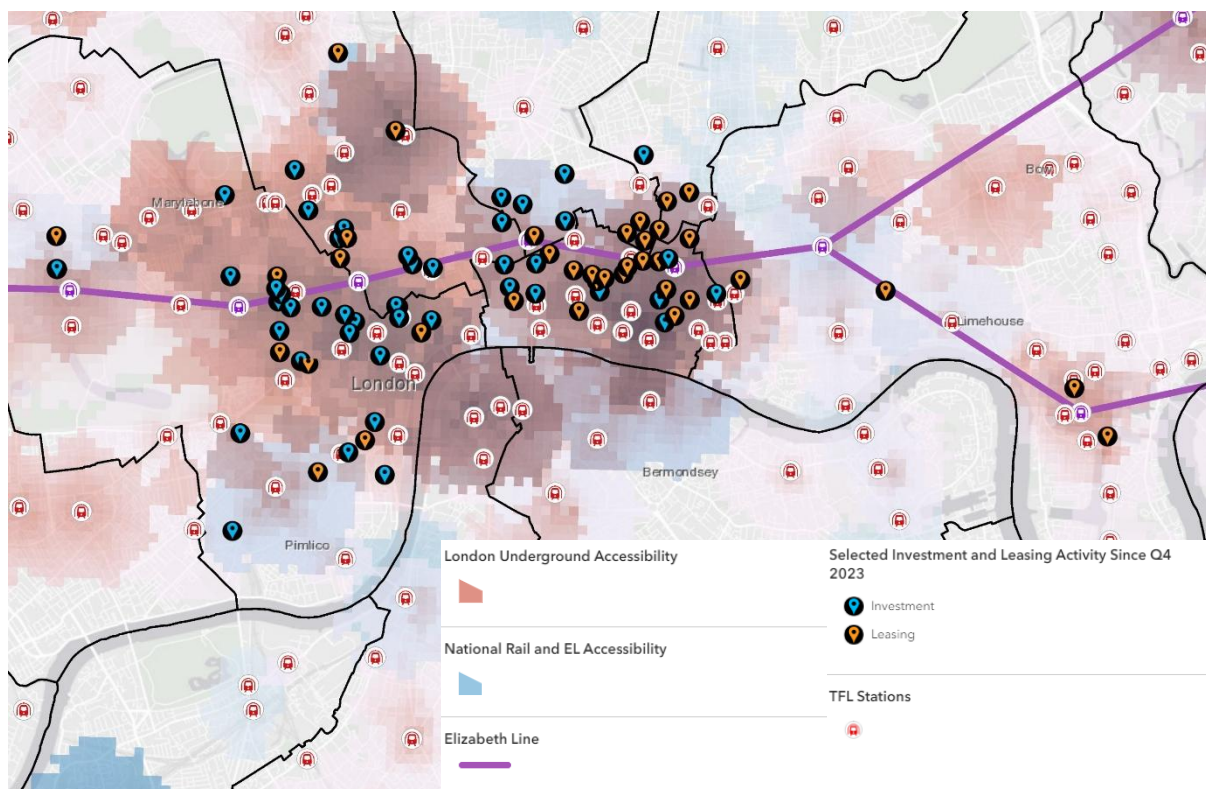 Marylebone
Bow
Limehouse
London
Bermondsey
Pimlico
London Underground Accessibility
National Rail and EL Accessibility
Elizabeth Line
Selected Investment and Leasing Activity Since Q4
2023
Investment
Leasing
TFL Stations